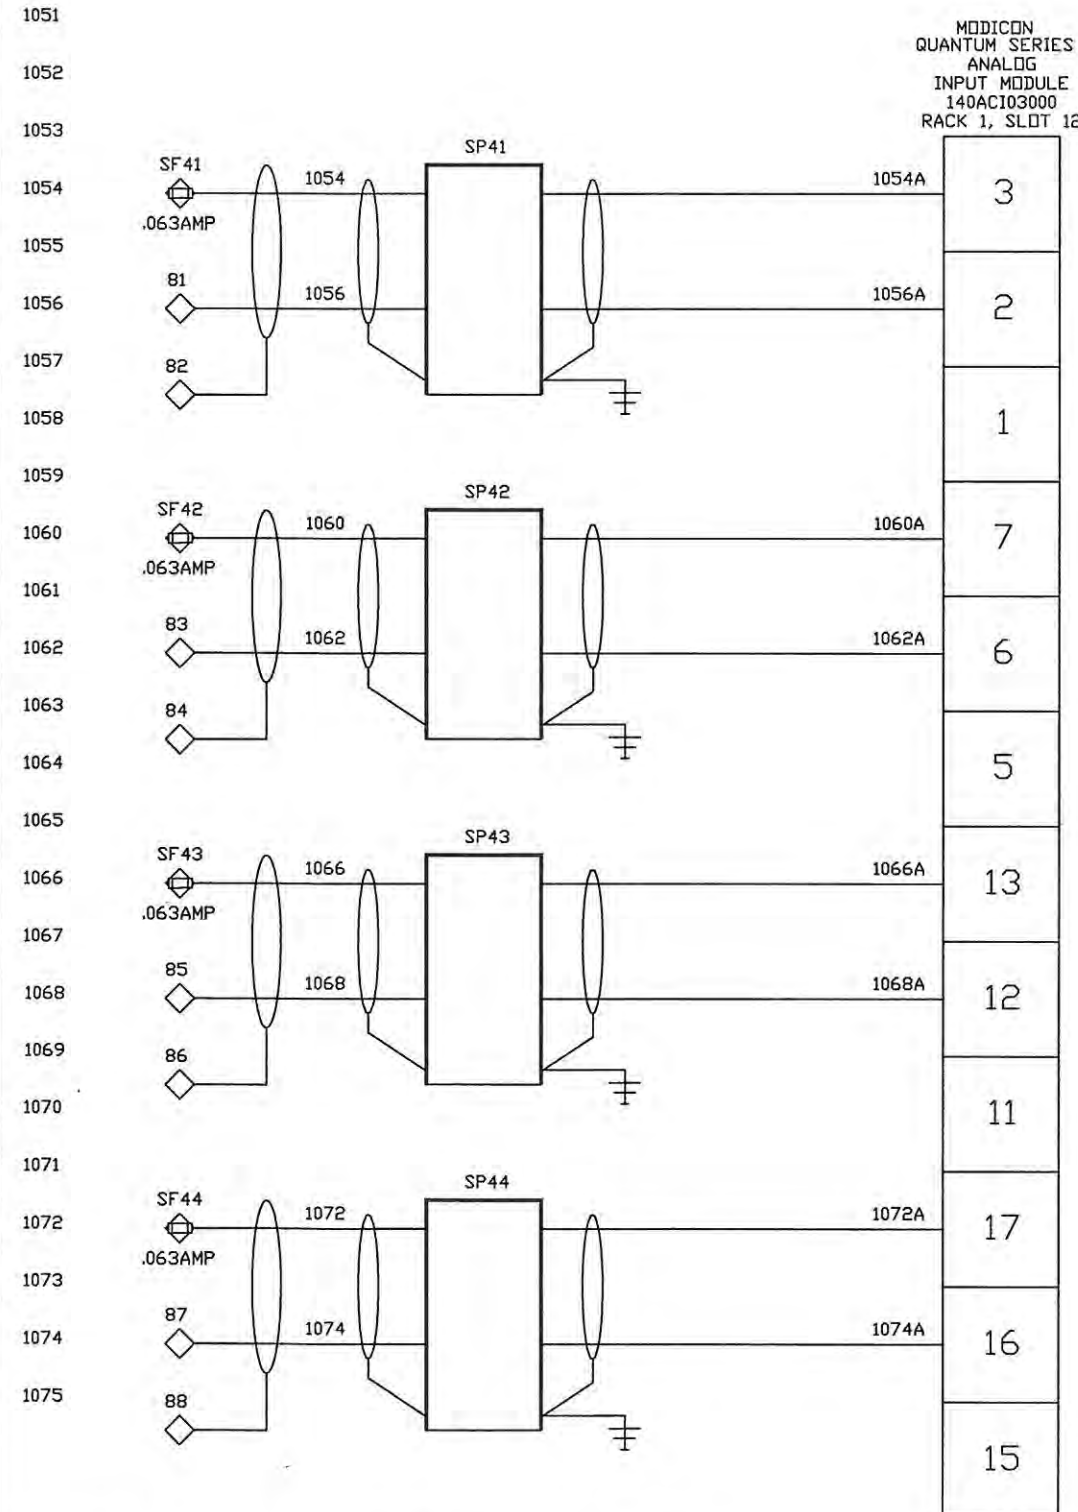 1051
MODICON
QUANTUM SERIES
ANALOG
INPUT MODULE
140ACI03000
RACK 1, SLOT 12
1052
1053
SP41
SF41
1054
1054
1054A
3
.063AMP
1055
81
1056
1056
1056A
2
1057
82
1058
1
1059
SP42
SF42
1060
1060
1060A
7
.063AMP
1061
83
1062
1062
1062A
6
1063
84
1064
5
1065
SP43
SF43
1066
1066
1066A
13
.063AMP
1067
85
1068
1068
1068A
12
1069
86
1070
11
1071
SP44
SF44
1072
1072
1072A
17
.063AMP
1073
87
1074
1074
1074A
16
1075
88
15